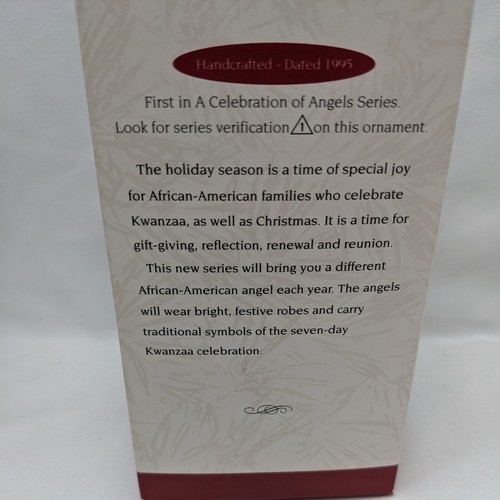 Handcrafted - Dated 1995
First in A Celebration of Angels Series.
Look for series verification 1 on this ornament.
The holiday season is a time of special joy
for African-American families who celebrate
Kwanzaa, as well as Christmas. It is a time for
gift-giving, reflection, renewal and reunion.
This new series will bring you a different
African-American angel each year. The angels
will wear bright, festive robes and carry
traditional symbols of the seven-day
Kwanzaa celebration.